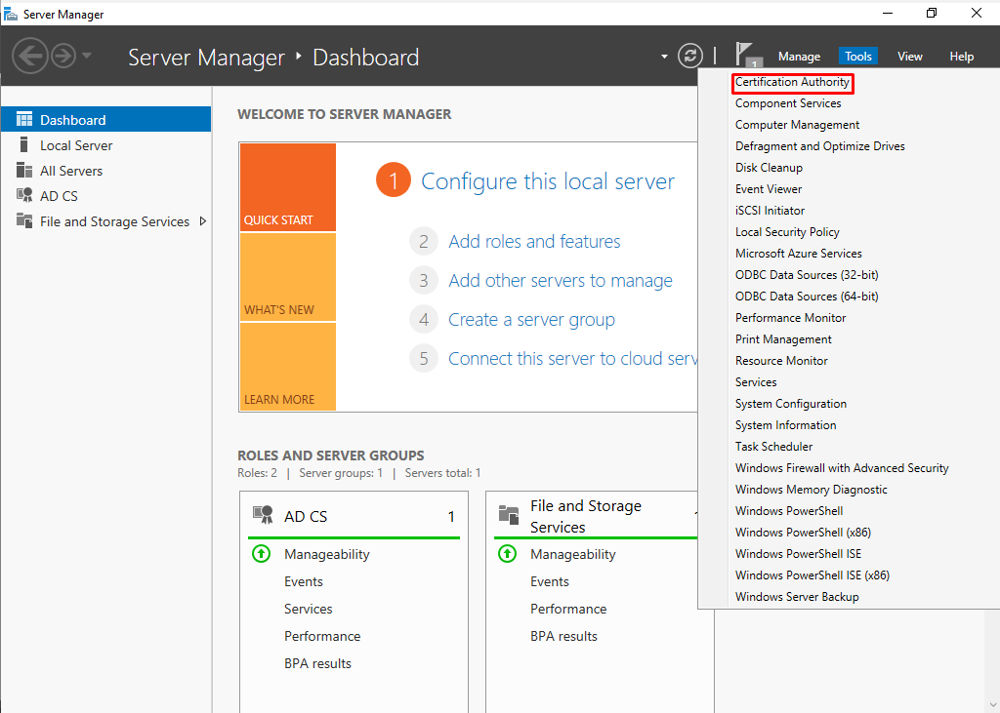 Server Manager
Server Manager ‣ Dashboard
1
Manage
Tools
View
Help
Dashboard
Local Server
All Servers
AD CS
File and Storage Services
WELCOME TO SERVER MANAGER
QUICK START
WHAT'S NEW
LEARN MORE
1 Configure this local server
2 Add roles and features
3 Add other servers to manage
4 Create a server group
5 Connect this server to cloud serv
ROLES AND SERVER GROUPS
Roles: 2 | Server groups: 1 | Servers total: 1
AD CS 1
Manageability
Events
Services
Performance
BPA results
File and Storage
Services
Manageability
Events
Performance
BPA results
Certification Authority
Component Services
Computer Management
Defragment and Optimize Drives
Disk Cleanup
Event Viewer
iSCSI Initiator
Local Security Policy
Microsoft Azure Services
ODBC Data Sources (32-bit)
ODBC Data Sources (64-bit)
Performance Monitor
Print Management
Resource Monitor
Services
System Configuration
System Information
Task Scheduler
Windows Firewall with Advanced Security
Windows Memory Diagnostic
Windows PowerShell
Windows PowerShell (x86)
Windows PowerShell ISE
Windows PowerShell ISE (x86)
Windows Server Backup